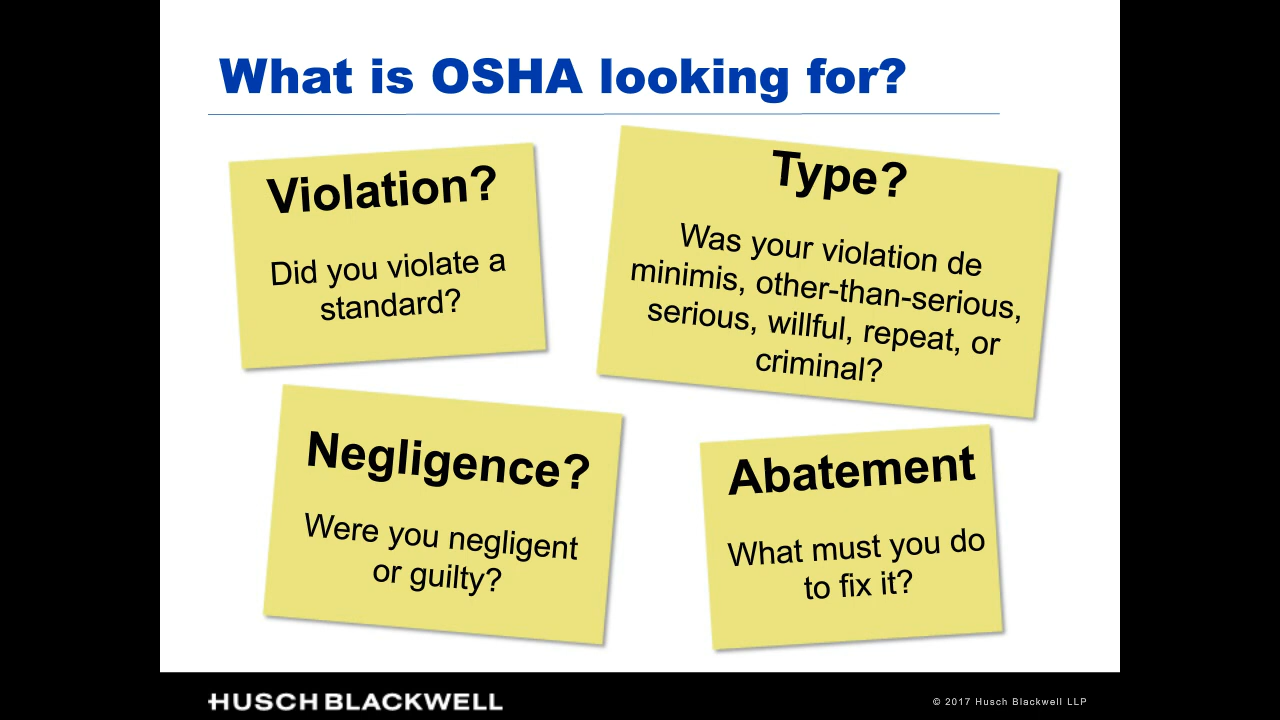 What is OSHA looking for?
Violation?
Did you violate a
standard?
Type?
Was your violation de
minimis, other-than-serious,
serious, willful, repeat, or
criminal?
Negligence?
Were you negligent
or guilty?
Abatement
What must you do
to fix it?
HUSCH BLACKWELL
© 2017 Husch Blackwell LLP